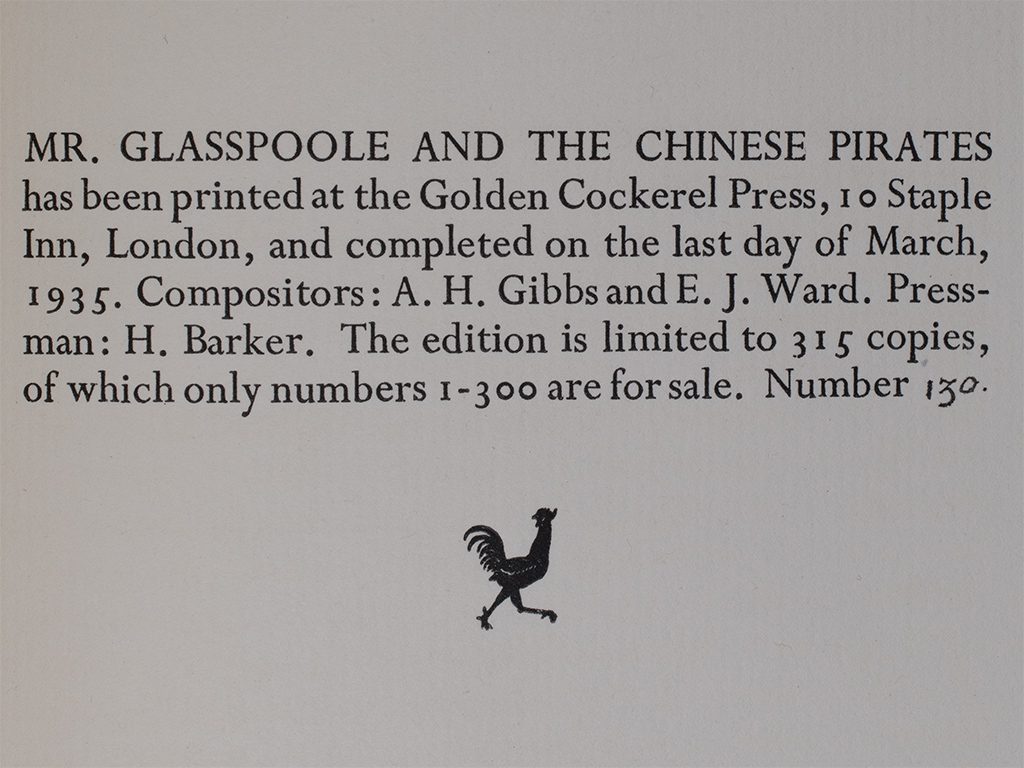 MR. GLASSPOOLE AND THE CHINESE PIRATES
has been printed at the Golden Cockerel Press, 10 Staple
Inn, London, and completed on the last day of March,
1935. Compositors: A. H. Gibbs and E. J. Ward. Press-
man: H. Barker. The edition is limited to 315 copies,
of which only numbers 1-300 are for sale. Number 130.